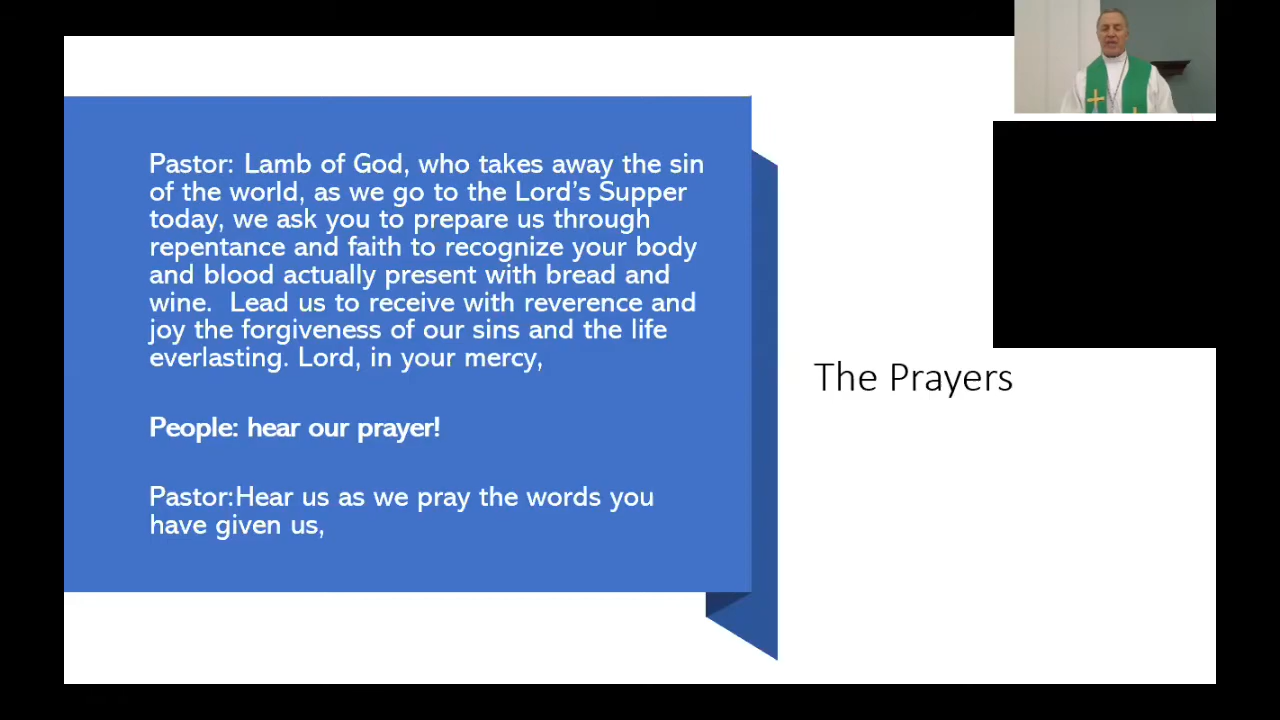 Pastor: Lamb of God, who takes away the sin
of the world, as we go to the Lord’s Supper
today, we ask you to prepare us through
repentance and faith to recognize your body
and blood actually present with bread and
wine.  Lead us to receive with reverence and
joy the forgiveness of our sins and the life
everlasting. Lord, in your mercy,
People: hear our prayer!
Pastor:Hear us as we pray the words you
have given us,
The Prayers